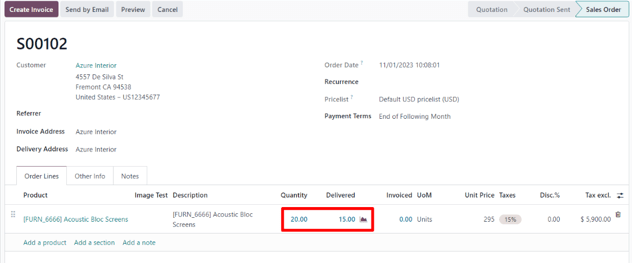 Create Invoice Send by Email Preview Cancel Quotation Quotation Sent Sales Order
S00102
Customer Azure Interior Order Date ? 11/01/2023 10:08:01
4557 De Silva St
Fremont CA 94538 Recurrence
United States – US12345677 Pricelist ? Default USD pricelist (USD)
Referrer Payment Terms End of Following Month
Invoice Address Azure Interior
Delivery Address Azure Interior
Order Lines Other Info Notes
Product Image Test Description Quantity Delivered Invoiced UoM Unit Price Taxes Disc.% Tax excl.
[FURN_6666] Acoustic Bloc Screens [FURN_6666] Acoustic Bloc 20.00 15.00 0.00 Units 295 15% 0.00 $ 5,900.00
Screens
Add a product Add a section Add a note